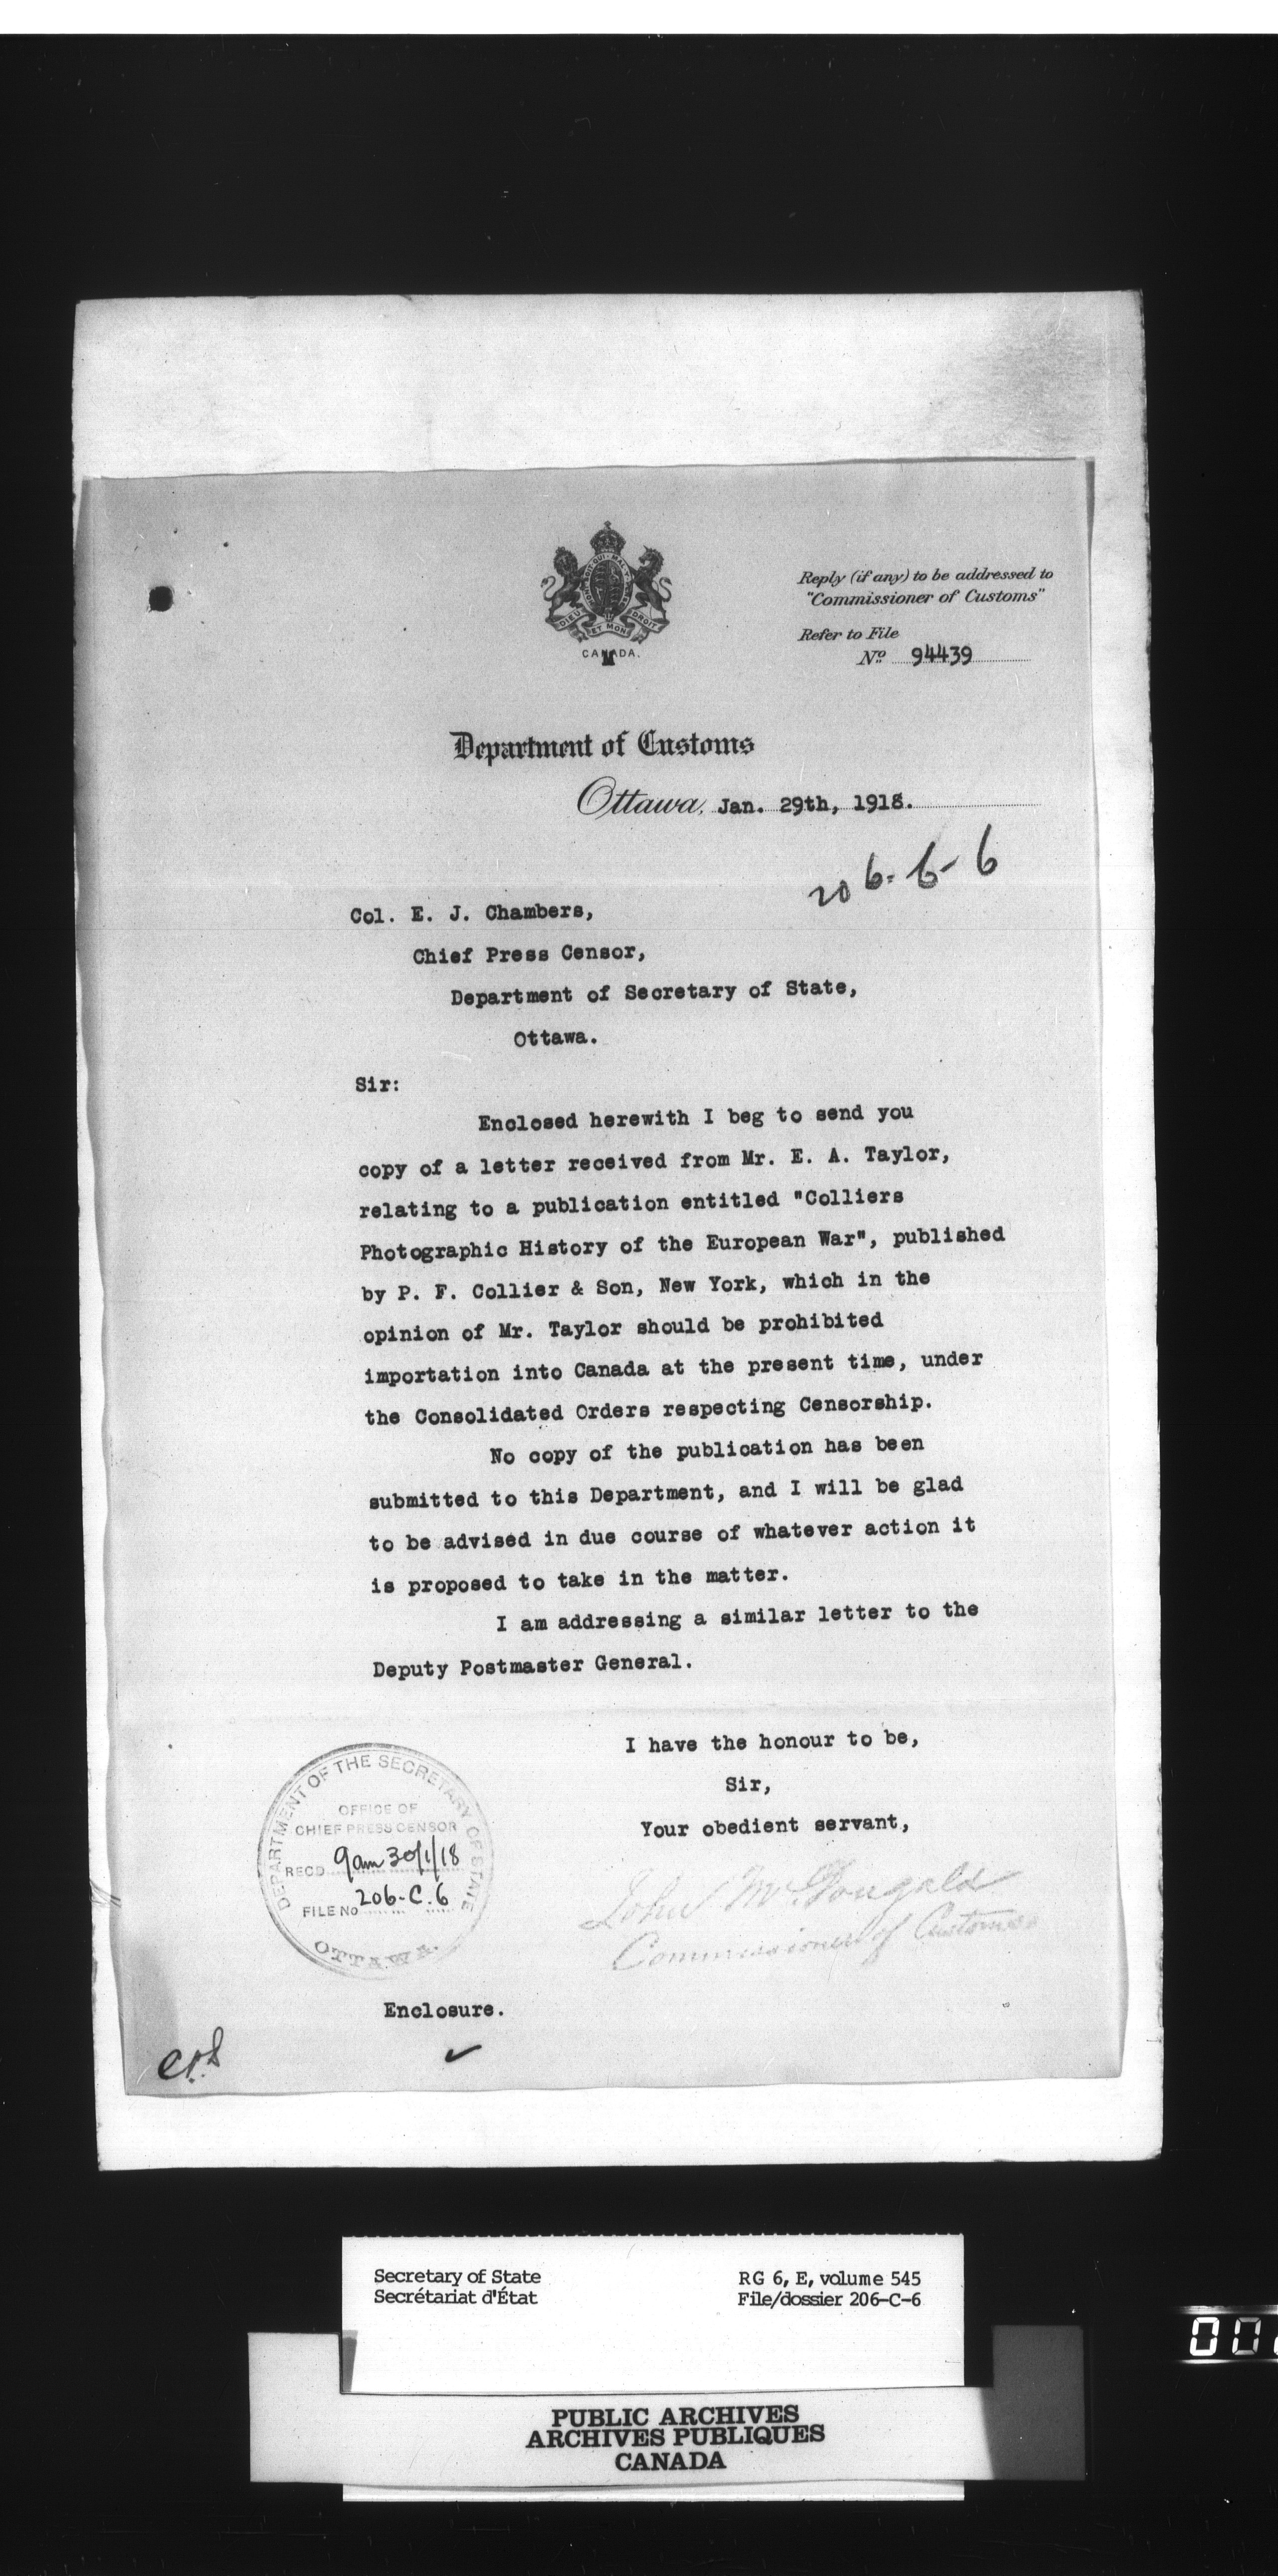 DIEU ET MON DROIT
CANADA.
M
Reply (if any) to be addressed to
"Commissioner of Customs"
Refer to File
No. 94439
Department of Customs
Ottawa, Jan. 29th, 1918.
206-6-6
Col. E. J. Chambers,
Chief Press Censor,
Department of Secretary of State,
Ottawa.
Sir:
Enclosed herewith I beg to send you
copy of a letter received from Mr. E. A. Taylor,
relating to a publication entitled "Colliers
Photographic History of the European War", published
by P. F. Collier & Son, New York, which in the
opinion of Mr. Taylor should be prohibited
importation into Canada at the present time, under
the Consolidated Orders respecting Censorship.
No copy of the publication has been
submitted to this Department, and I will be glad
to be advised in due course of whatever action it
is proposed to take in the matter.
I am addressing a similar letter to the
Deputy Postmaster General.
I have the honour to be,
Sir,
Your obedient servant,
John McDougald
Commissioner of Customs
DEPARTMENT OF THE SECRETARY OF STATE
OFFICE OF
CHIEF PRESS CENSOR
RECD 9am 30/1/18
FILE No 206-C.6
OTTAWA.
Enclosure.
Secretary of State
Secrétariat d'État
RG 6, E, volume 545
File/dossier 206-C-6
PUBLIC ARCHIVES
ARCHIVES PUBLIQUES
CANADA